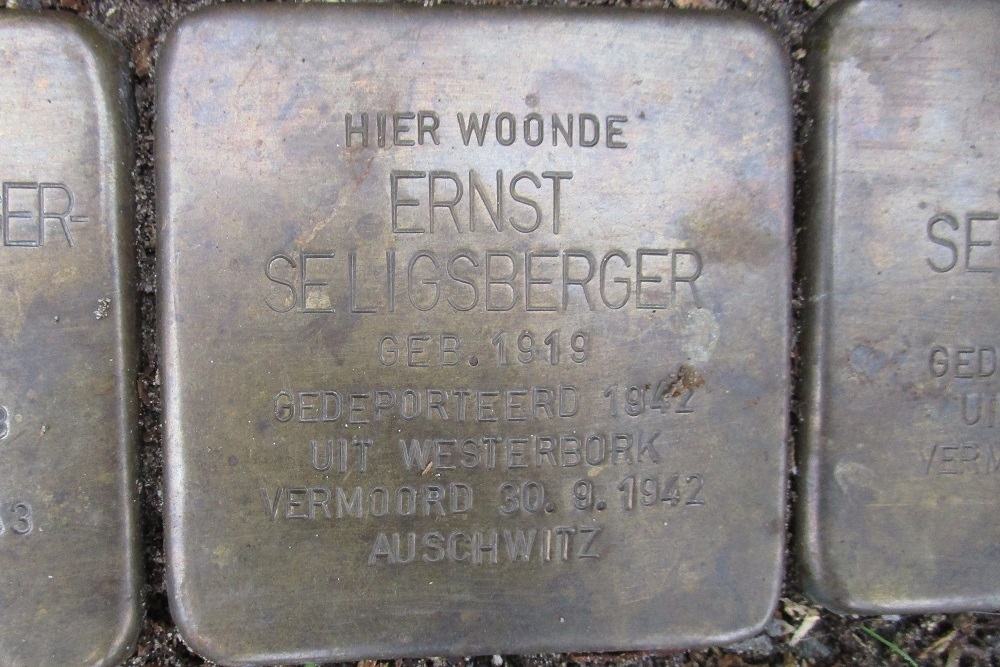 HIER WOONDE
ERNST
SELIGSBERGER
GEB. 1919
GEDEPORTEERD 1942
UIT WESTERBORK
VERMOORD 30. 9. 1942
AUSCHWITZ